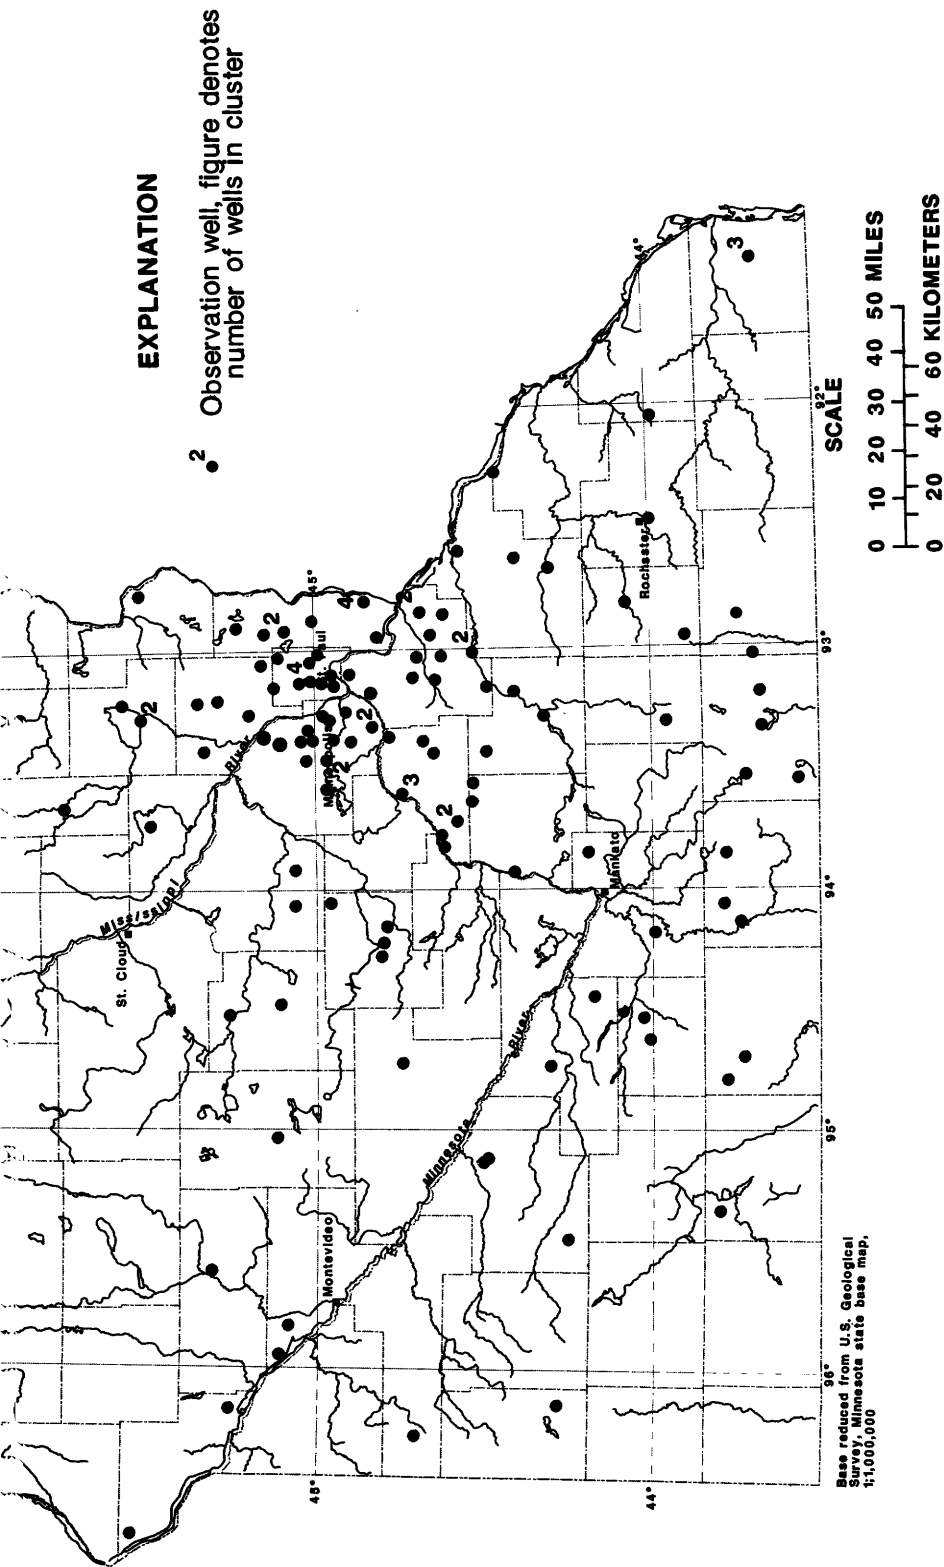 EXPLANATION
2
Observation well, figure denotes
number of wells in cluster
St. Cloud
Mississippi
River
45°
2
2
4
4
2
2
2
2
3
2
Minnesota
River
Montevideo
Mankato
Rochester
3
45°
44°
96°
95°
94°
93°
92°
SCALE
0 10 20 30 40 50 MILES
0 20 40 60 KILOMETERS
Base reduced from U.S. Geological
Survey, Minnesota state base map,
1:1,000,000